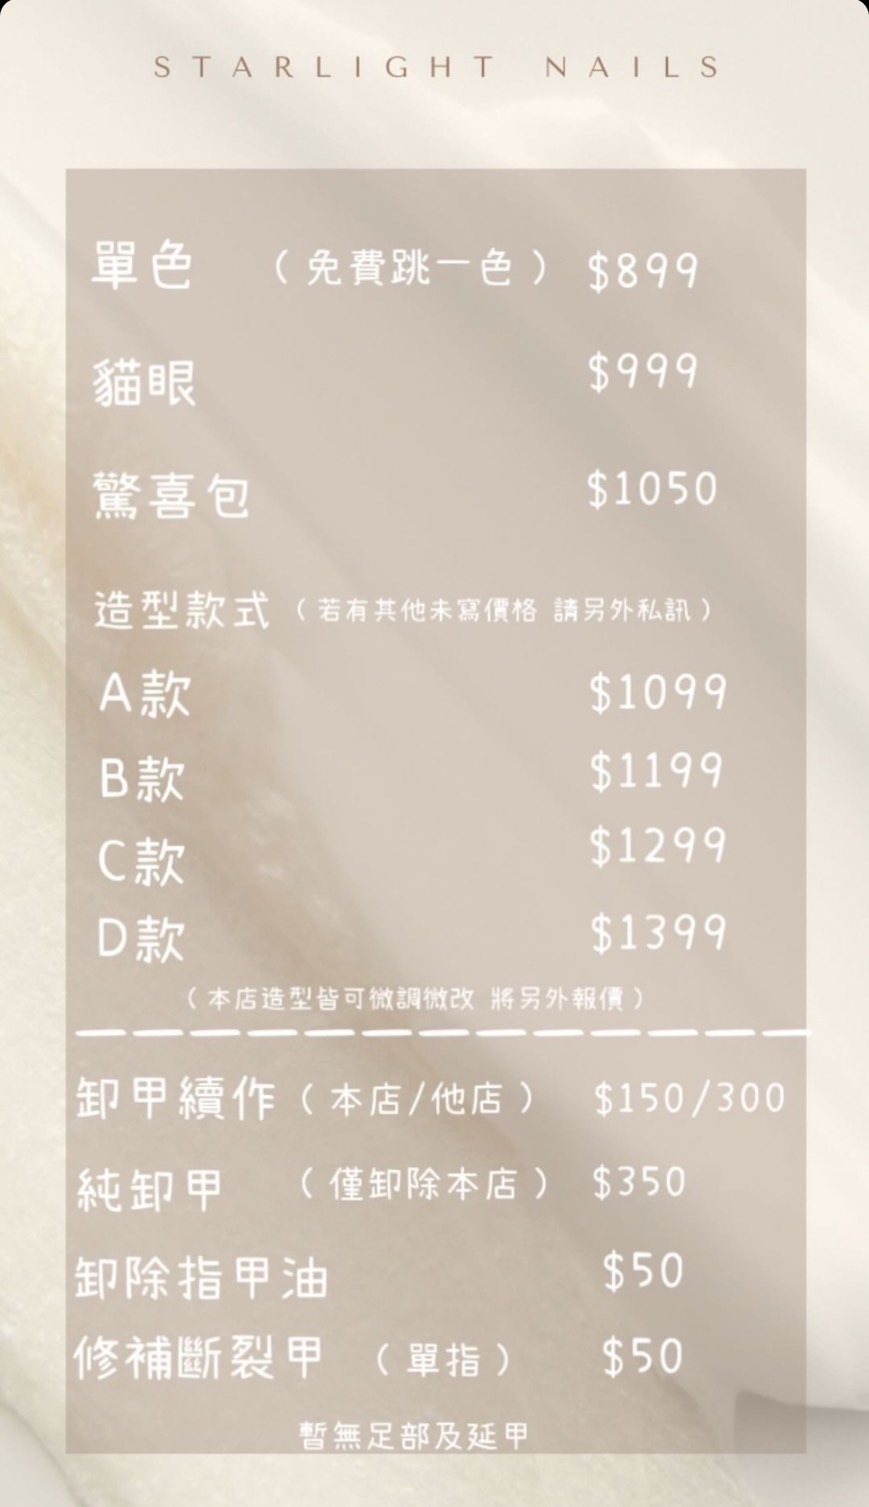 STARLIGHT NAILS
單色 （免費跳一色） $899
貓眼 $999
驚喜包 $1050
造型款式（若有其他未寫價格 請另外私訊）
A款 $1099
B款 $1199
C款 $1299
D款 $1399
（本店造型皆可微調微改 將另外報價）
卸甲續作（本店/他店） $150/300
純卸甲 （僅卸除本店） $350
卸除指甲油 $50
修補斷裂甲 （單指） $50
暫無足部及延甲